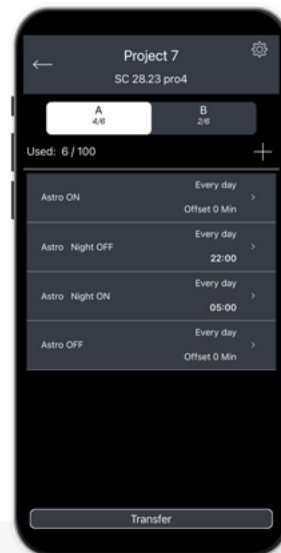 Project 7
SC 28.23 pro4
A
4/6
B
2/6
Used: 6 / 100
Every day
Astro ON
Offset 0 Min
Every day
Astro Night OFF
22:00
Every day
Astro Night ON
05:00
Every day
Astro OFF
Offset 0 Min
Transfer